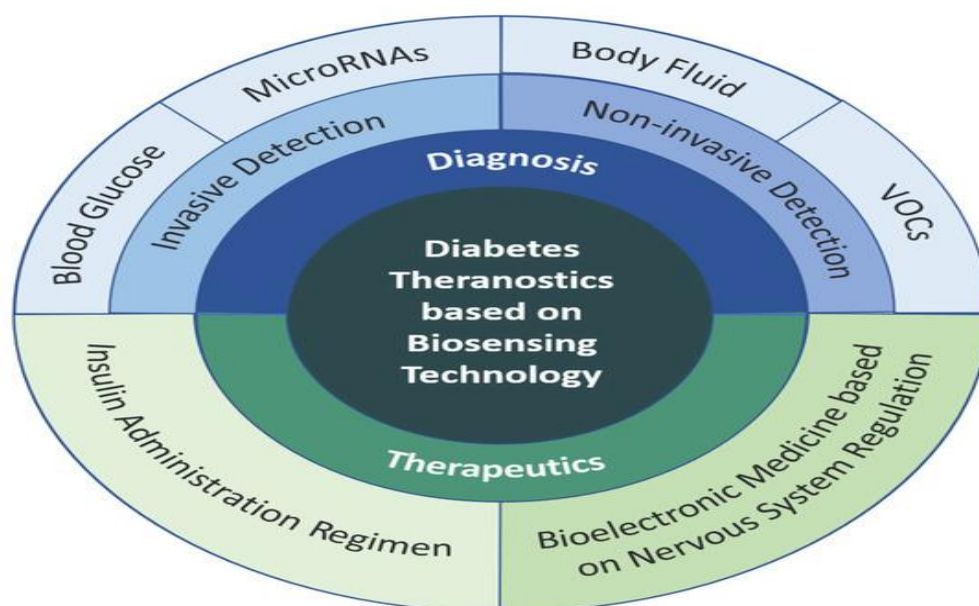 MicroRNAs
Body Fluid
Blood Glucose
Invasive Detection
Non-invasive Detection
VOCs
Diagnosis
Diabetes
Theranostics
based on
Biosensing
Technology
Therapeutics
Insulin Administration Regimen
Bioelectronic Medicine based
on Nervous System Regulation